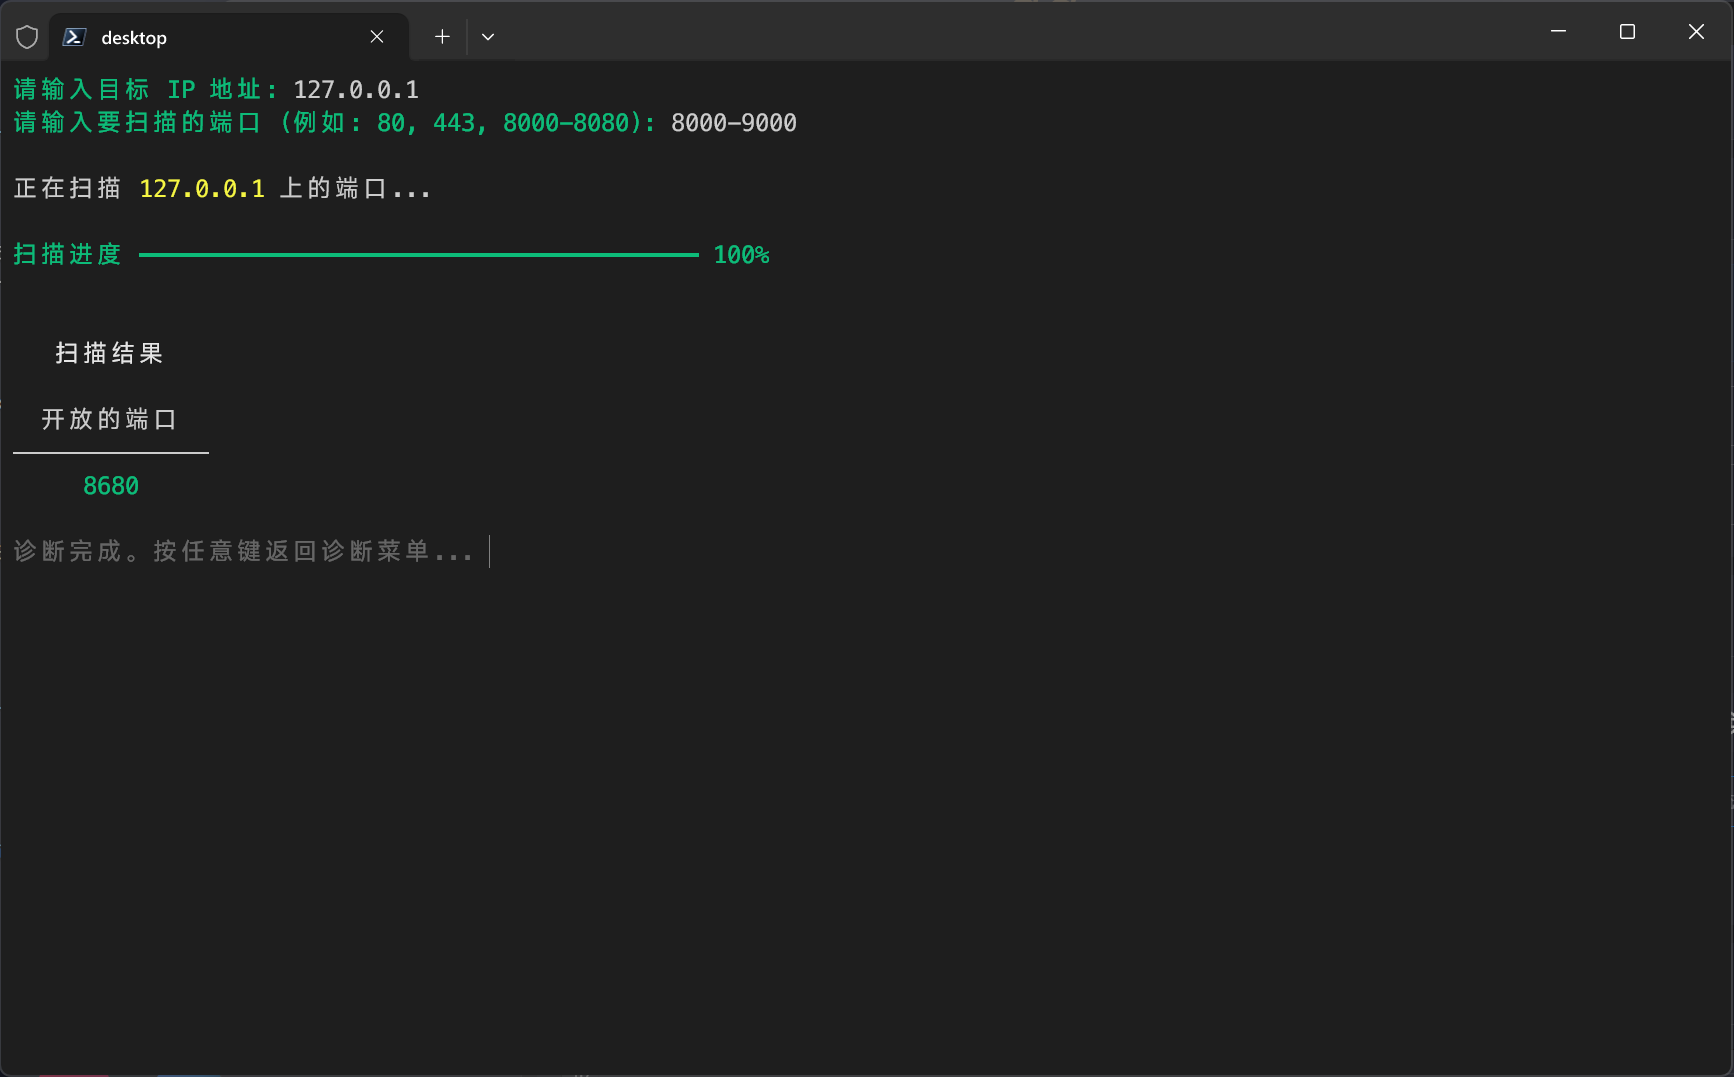 desktop
请输入目标 IP 地址: 127.0.0.1
请输入要扫描的端口 (例如: 80, 443, 8000-8080): 8000-9000
正在扫描 127.0.0.1 上的端口...
扫描进度 100%
扫描结果
开放的端口
8680
诊断完成。按任意键返回诊断菜单...